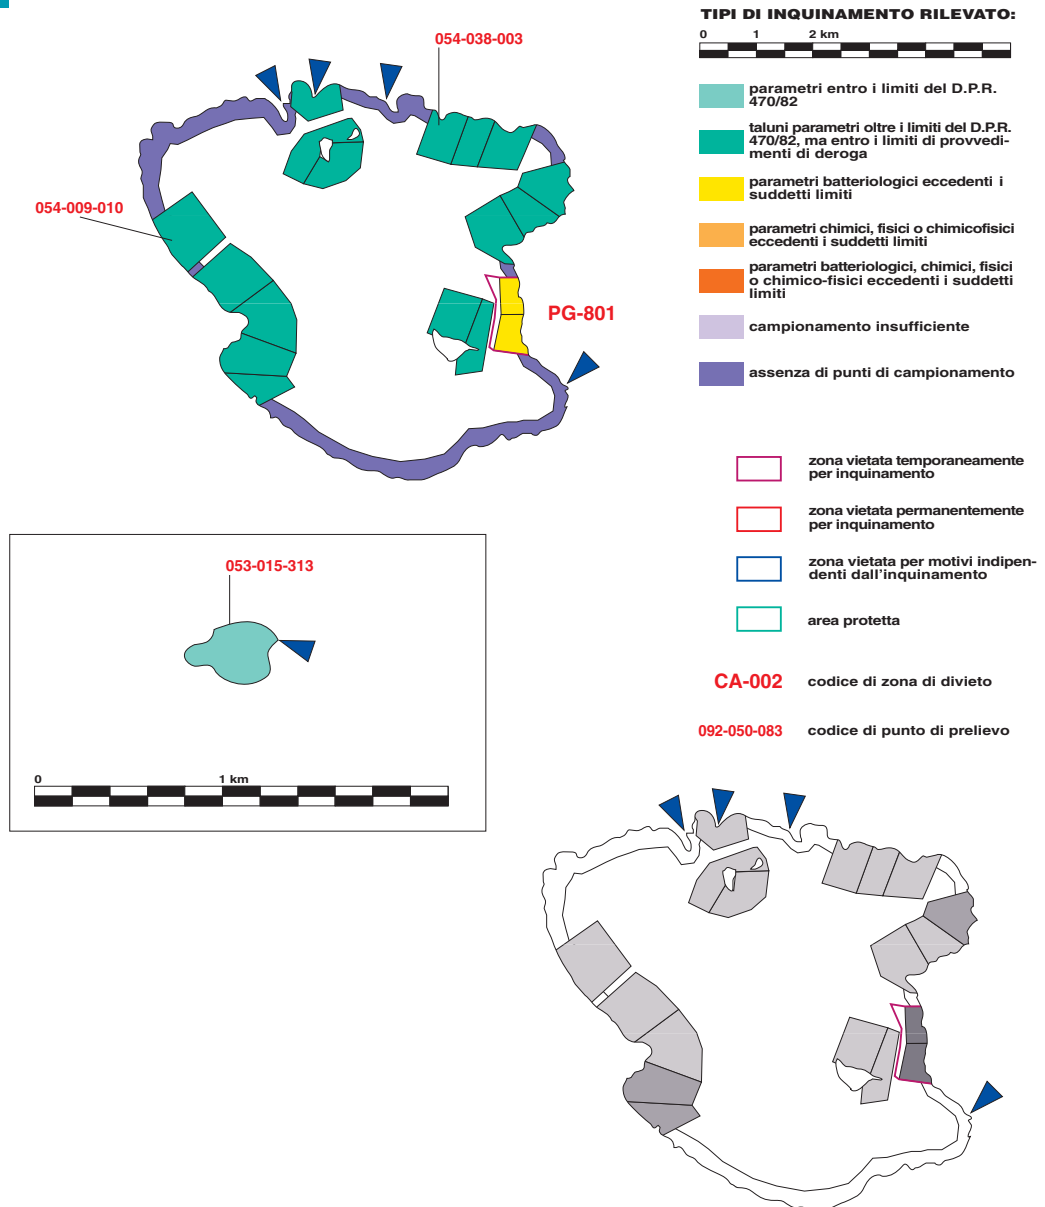 TIPI DI INQUINAMENTO RILEVATO:
0 1 2 km
parametri entro i limiti del D.P.R.
470/82
taluni parametri oltre i limiti del D.P.R.
470/82, ma entro i limiti di provvedi-
menti di deroga
parametri batteriologici eccedenti i
suddetti limiti
parametri chimici, fisici o chimicofisici
eccedenti i suddetti limiti
parametri batteriologici, chimici, fisici
o chimico-fisici eccedenti i suddetti
limiti
campionamento insufficiente
assenza di punti di campionamento
zona vietata temporaneamente
per inquinamento
zona vietata permanentemente
per inquinamento
zona vietata per motivi indipen-
denti dall'inquinamento
area protetta
CA-002 codice di zona di divieto
092-050-083 codice di punto di prelievo
054-038-003
054-009-010
PG-801
053-015-313
0 1 km